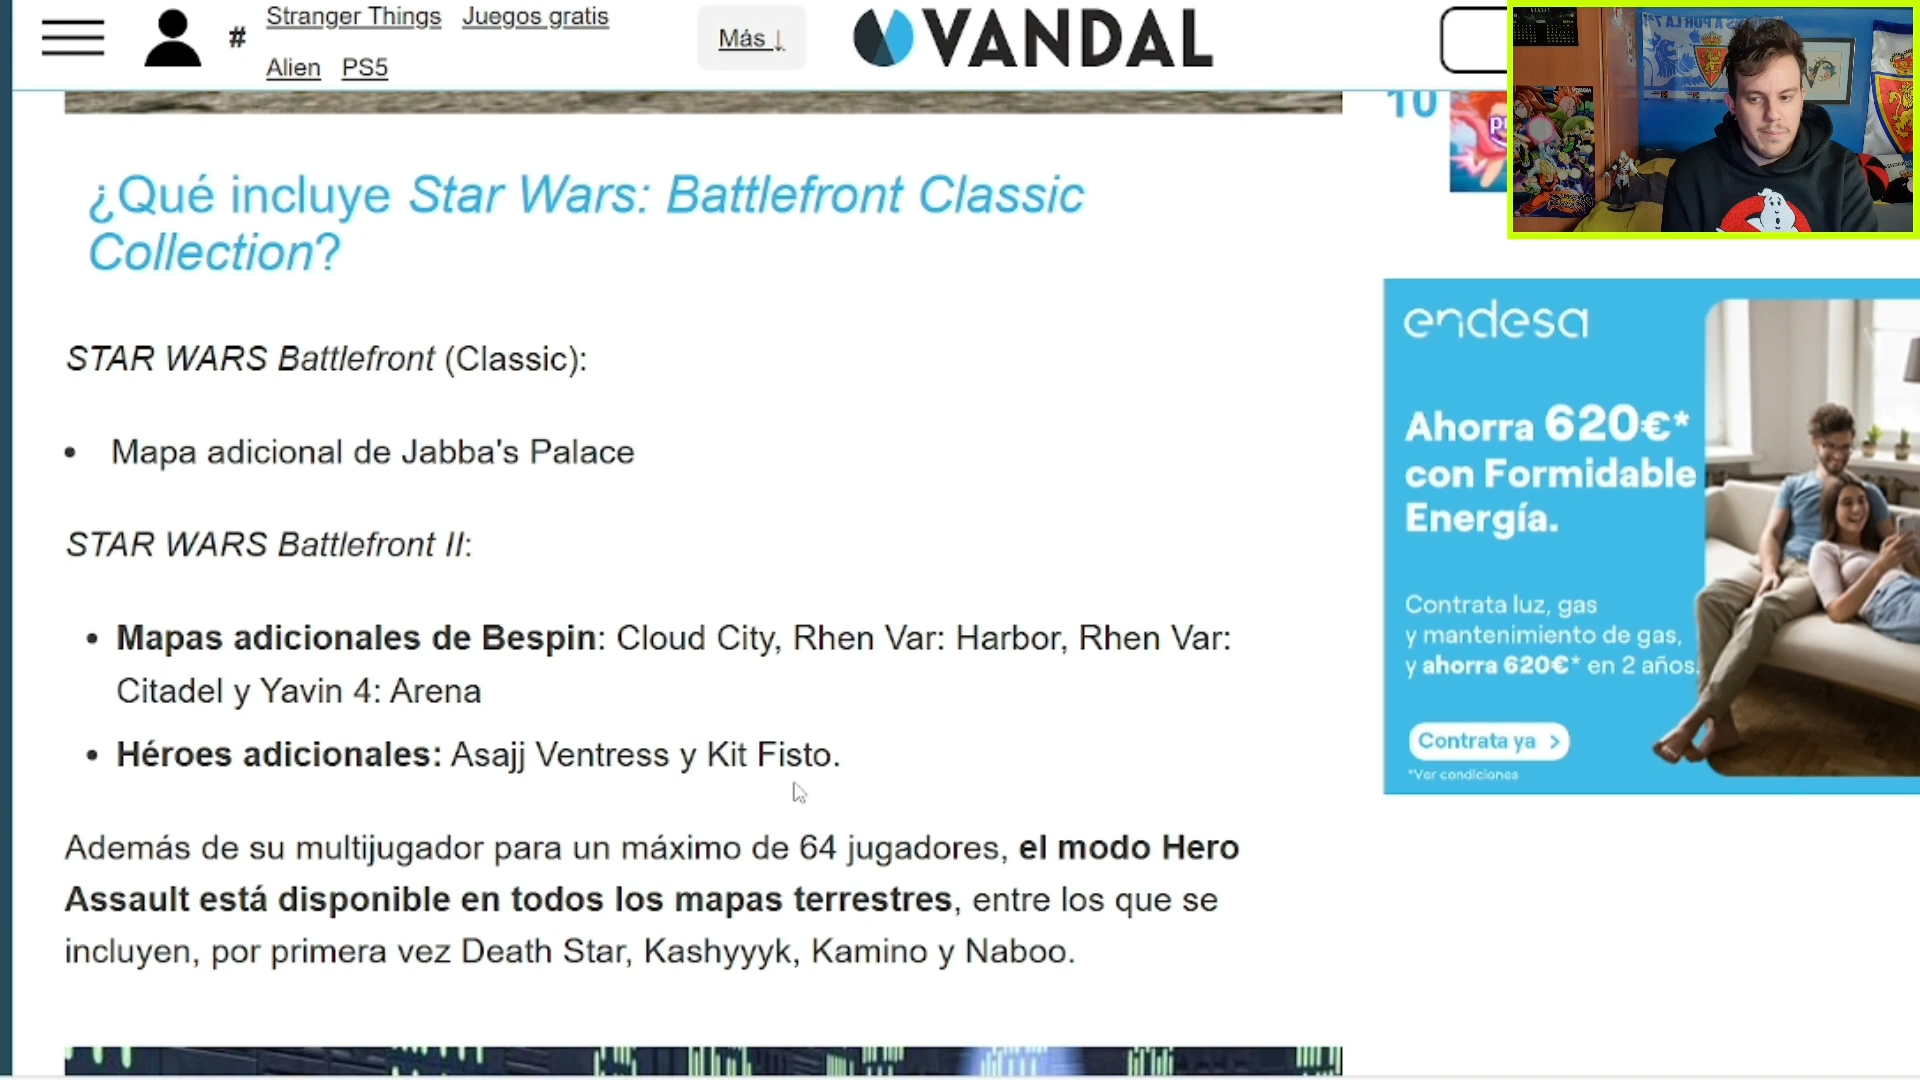 Stranger Things Juegos gratis
# Alien PS5
Más ↓
VANDAL
10
¿Qué incluye Star Wars: Battlefront Classic
Collection?
STAR WARS Battlefront (Classic):
• Mapa adicional de Jabba's Palace
STAR WARS Battlefront II:
• Mapas adicionales de Bespin: Cloud City, Rhen Var: Harbor, Rhen Var:
Citadel y Yavin 4: Arena
• Héroes adicionales: Asajj Ventress y Kit Fisto.
Además de su multijugador para un máximo de 64 jugadores, el modo Hero
Assault está disponible en todos los mapas terrestres, entre los que se
incluyen, por primera vez Death Star, Kashyyyk, Kamino y Naboo.
endesa
Ahorra 620€*
con Formidable
Energía.
Contrata luz, gas
y mantenimiento de gas,
y ahorra 620€* en 2 años.
Contrata ya >
*Ver condiciones